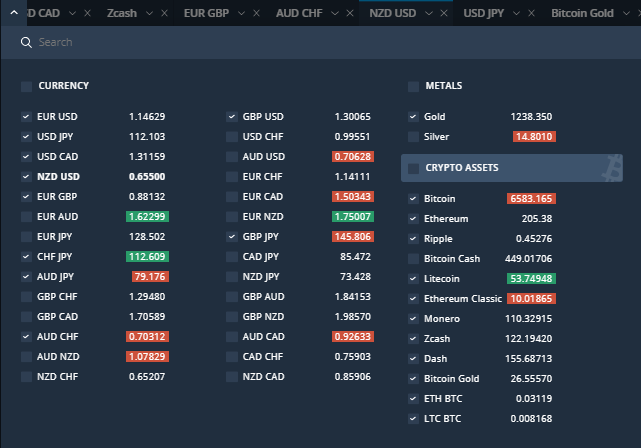 D CAD Zcash EUR GBP AUD CHF NZD USD USD JPY Bitcoin Gold
Search
CURRENCY
EUR USD 1.14629
USD JPY 112.103
USD CAD 1.31159
NZD USD 0.65500
EUR GBP 0.88132
EUR AUD 1.62299
EUR JPY 128.502
CHF JPY 112.609
AUD JPY 79.176
GBP CHF 1.29480
GBP CAD 1.70589
AUD CHF 0.70312
AUD NZD 1.07829
NZD CHF 0.65207
GBP USD 1.30065
USD CHF 0.99551
AUD USD 0.70628
EUR CHF 1.14111
EUR CAD 1.50343
EUR NZD 1.75007
GBP JPY 145.806
CAD JPY 85.472
NZD JPY 73.428
GBP AUD 1.84153
GBP NZD 1.98570
AUD CAD 0.92633
CAD CHF 0.75903
NZD CAD 0.85906
METALS
Gold 1238.350
Silver 14.8010
CRYPTO ASSETS
Bitcoin 6583.165
Ethereum 205.38
Ripple 0.45276
Bitcoin Cash 449.01706
Litecoin 53.74948
Ethereum Classic 10.01865
Monero 110.32915
Zcash 122.19420
Dash 155.68713
Bitcoin Gold 26.55570
ETH BTC 0.03119
LTC BTC 0.008168